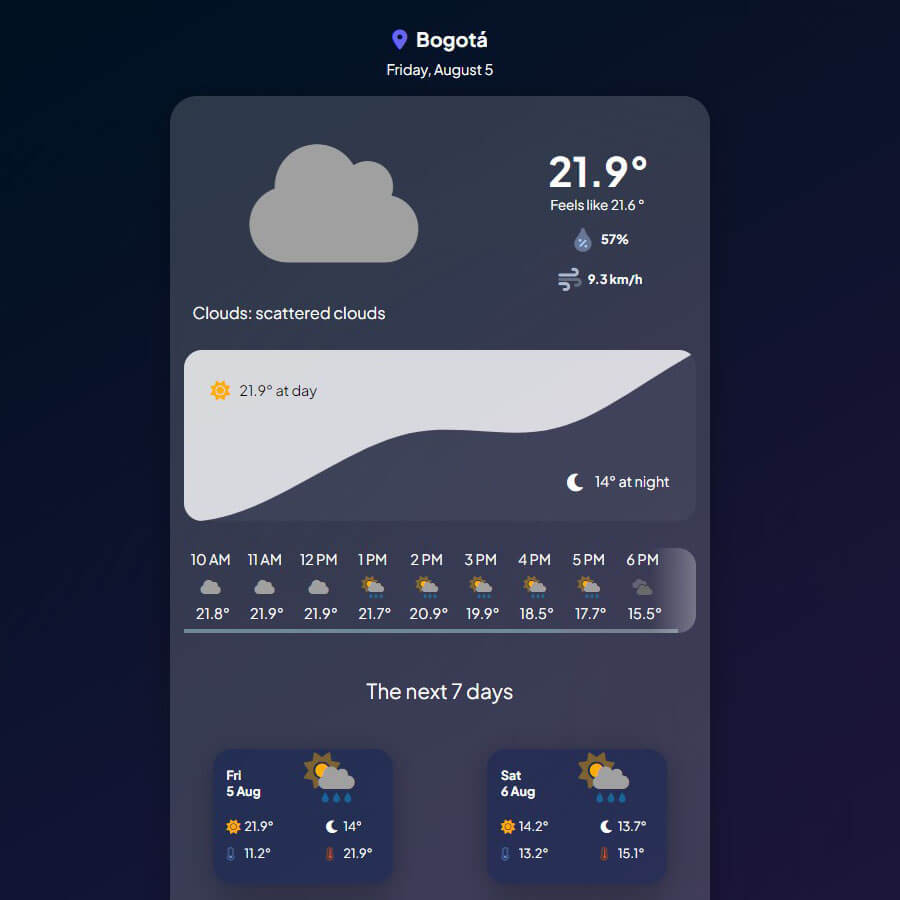 Bogotá
Friday, August 5
21.9°
Feels like 21.6 °
57%
9.3 km/h
Clouds: scattered clouds
21.9° at day
14° at night
10 AM 11 AM 12 PM 1 PM 2 PM 3 PM 4 PM 5 PM 6 PM
21.8° 21.9° 21.9° 21.7° 20.9° 19.9° 18.5° 17.7° 15.5°
The next 7 days
Fri
5 Aug
21.9° 14°
11.2° 21.9°
Sat
6 Aug
14.2° 13.7°
13.2° 15.1°